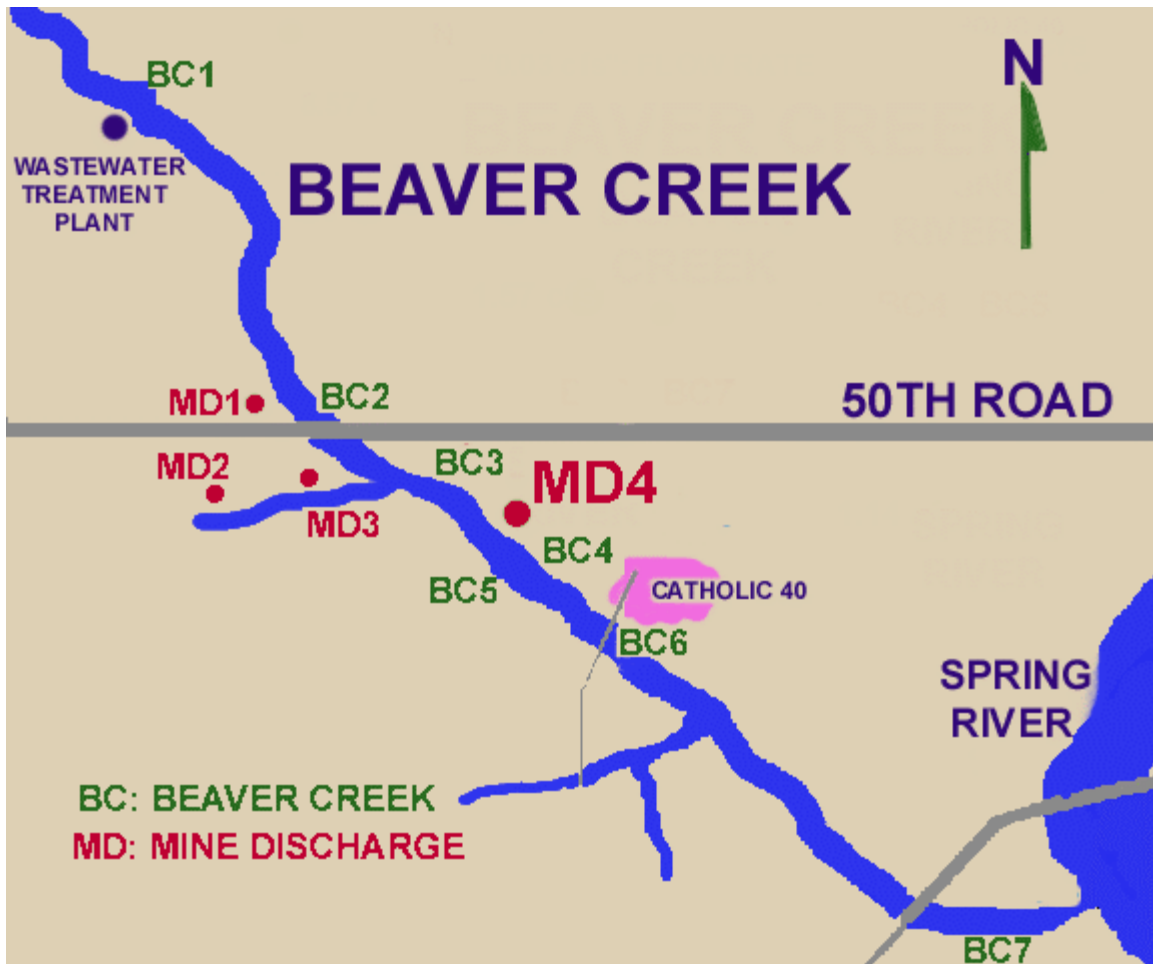 BC1
N
WASTEWATER
TREATMENT
PLANT
BEAVER CREEK
MD1
BC2
50TH ROAD
MD2
BC3
MD4
MD3
BC4
BC5
CATHOLIC 40
BC6
SPRING
RIVER
BC: BEAVER CREEK
MD: MINE DISCHARGE
BC7